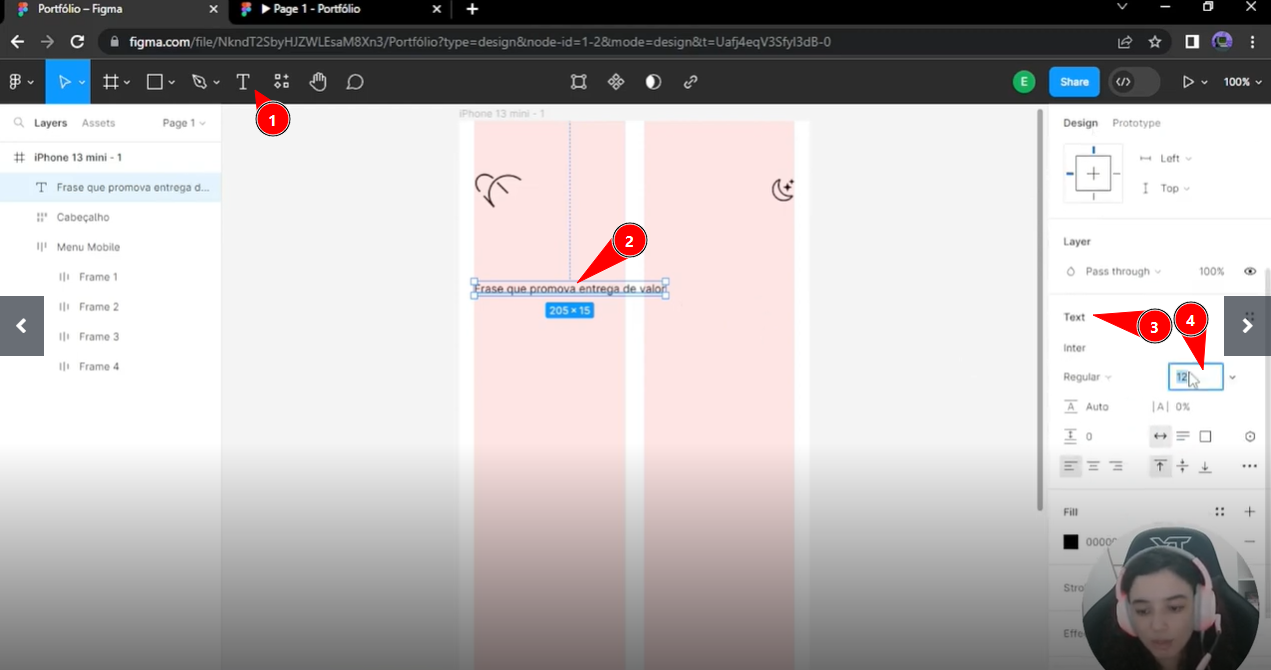 Portfólio – Figma
Page 1 - Portfólio
figma.com/file/NkndT2SbyHJZWLEsaM8Xn3/Portfólio?type=design&node-id=1-2&mode=design&t=Uafj4eqV3SfyI3dB-0
T
E
Share
100%
1
Layers
Assets
Page 1
iPhone 13 mini - 1
iPhone 13 mini - 1
Frase que promova entrega d...
Cabeçalho
Menu Mobile
Frame 1
Frame 2
Frame 3
Frame 4
2
Frase que promova entrega de valor
205 × 15
Design
Prototype
Left
Top
Layer
Pass through
100%
Text
3
4
Inter
Regular
12
Auto
0%
0
Fill